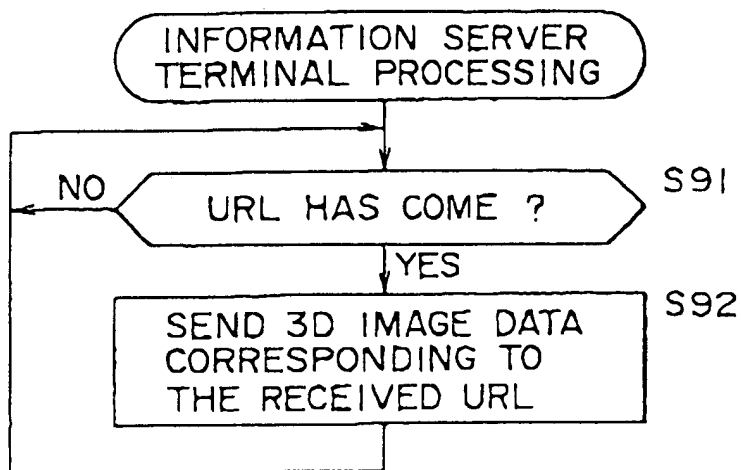 INFORMATION SERVER
TERMINAL PROCESSING
NO
URL HAS COME ?
S91
YES
SEND 3D IMAGE DATA
CORRESPONDING TO
THE RECEIVED URL
S92